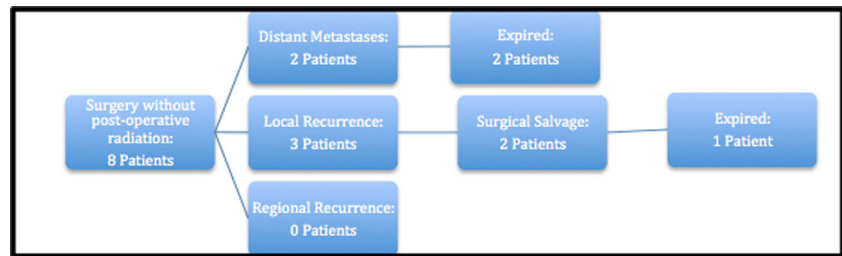 Surgery without
post-operative
radiation:
8 Patients
Distant Metastases:
2 Patients
Expired:
2 Patients
Local Recurrence:
3 Patients
Surgical Salvage:
2 Patients
Expired:
1 Patient
Regional Recurrence:
0 Patients